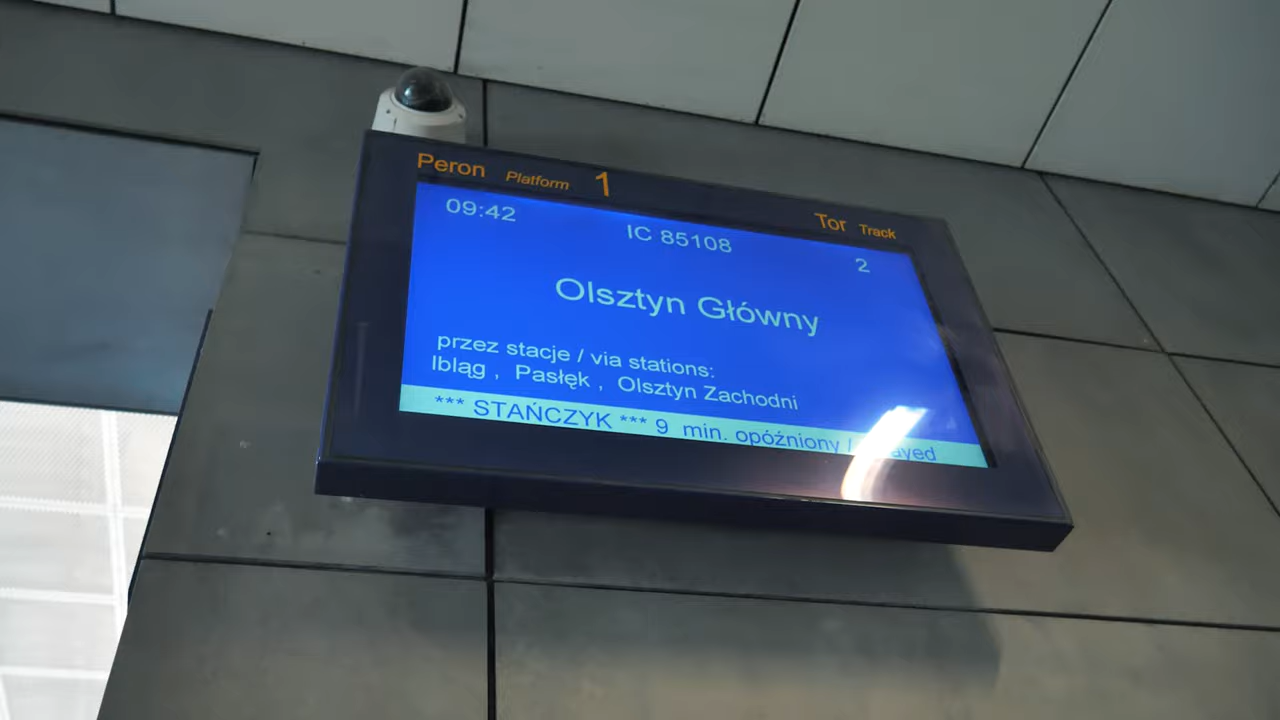 Peron Platform 1 Tor Track
09:42 IC 85108 2
Olsztyn Główny
przez stacje / via stations:
lbląg , Pasłęk , Olsztyn Zachodni
*** STAŃCZYK *** 9 min. opóźniony /